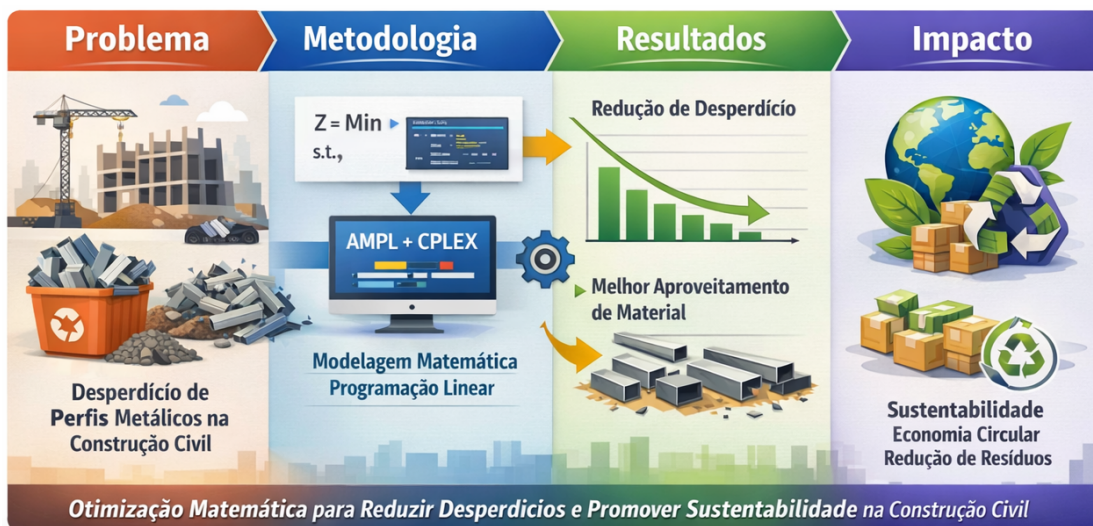 Problema
Metodologia
Resultados
Impacto
Z = Min
s.t.,
AMPL + CPLEX
Modelagem Matemática
Programação Linear
Redução de Desperdício
Melhor Aproveitamento
de Material
Desperdício de
Perfis Metálicos na
Construção Civil
Sustentabilidade
Economia Circular
Redução de Resíduos
Otimização Matemática para Reduzir Desperdicios e Promover Sustentabilidade na Construção Civil